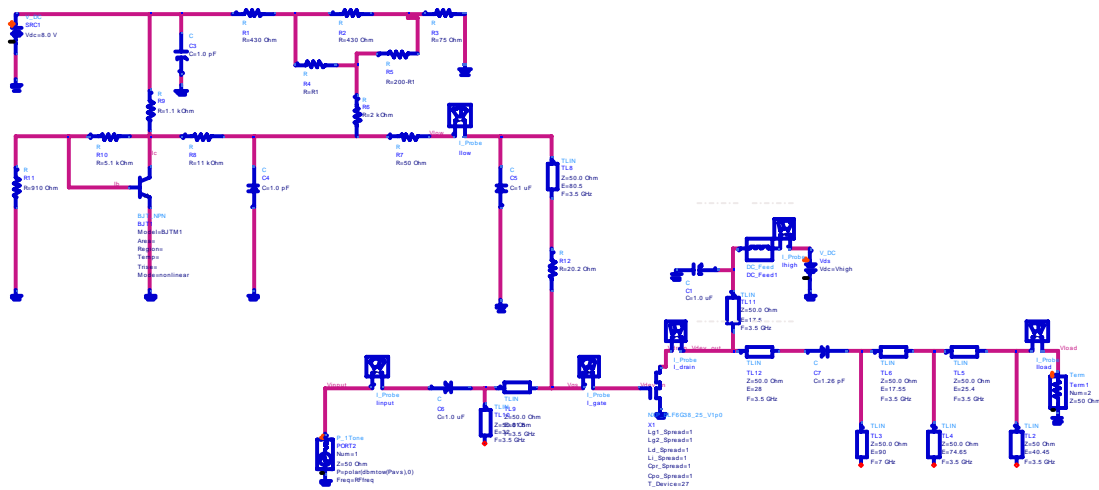 V_DC
SRC1
Vdc=8.0 V
C
C3
C=1.0 pF
R
R1
R=430 Ohm
R
R2
R=430 Ohm
R
R3
R=75 Ohm
R
R4
R=R1
R
R5
R=200-R1
R
R9
R=1.1 kOhm
R
R6
R=2 kOhm
R
R10
R=5.1 kOhm
R
R8
R=11 kOhm
R
R7
R=50 Ohm
I_Probe
Ilow
R
R11
R=910 Ohm
BJT_NPN
Model=BJTM1
Area=
Region=
Temp=
Mode=nonlinear
C
C4
C=1.0 pF
C
C5
C=1 uF
TLIN
TL8
Z=50.0 Ohm
E=80.5
F=3.5 GHz
R
R12
R=20.2 Ohm
DC_Feed
DC_Feed1
I_Probe
Ihigh
V_DC
Vds
Vdc=Vhigh
C
C1
C=1.0 uF
TLIN
TL11
Z=50.0 Ohm
E=17.5
F=3.5 GHz
Vinput
I_Probe
Iinput
C
C6
C=1.0 uF
TLIN
TL9
F=3.5 GHz
F=3.5 GHz
I_Probe
I_gate
I_Probe
I_drain
X1
Lg1_Spread=1
Lg2_Spread=1
Ld_Spread=1
Li_Spread=1
Cpr_Spread=1
Cpo_Spread=1
T_Device=27
P_1Tone
PORT2
Num=1
Z=50 Ohm
P=polar(dbmtow(Pavs),0)
Freq=RFfreq
TLIN
TL12
Z=50.0 Ohm
E=28
F=3.5 GHz
C
C7
C=1.26 pF
TLIN
TL6
Z=50.0 Ohm
E=17.55
F=3.5 GHz
TLIN
TL5
Z=50.0 Ohm
E=25.4
F=3.5 GHz
I_Probe
Iload
Vload
Term
Term1
Num=2
Z=50 Ohm
TLIN
TL3
Z=50.0 Ohm
E=90
F=7 GHz
TLIN
TL4
Z=50.0 Ohm
E=74.65
F=3.5 GHz
TLIN
TL2
Z=50 Ohm
E=40.45
F=3.5 GHz